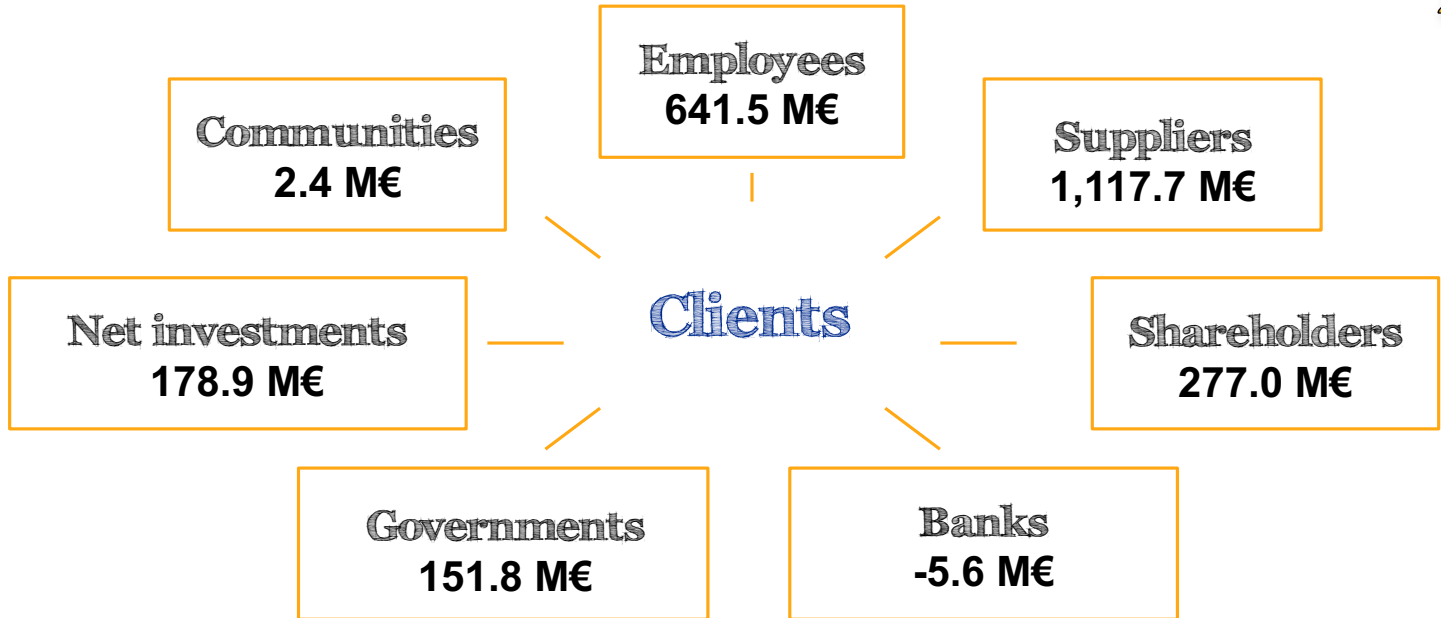 Employees
641.5 M€
Communities
2.4 M€
Suppliers
1,117.7 M€
Clients
Net investments
178.9 M€
Shareholders
277.0 M€
Governments
151.8 M€
Banks
-5.6 M€